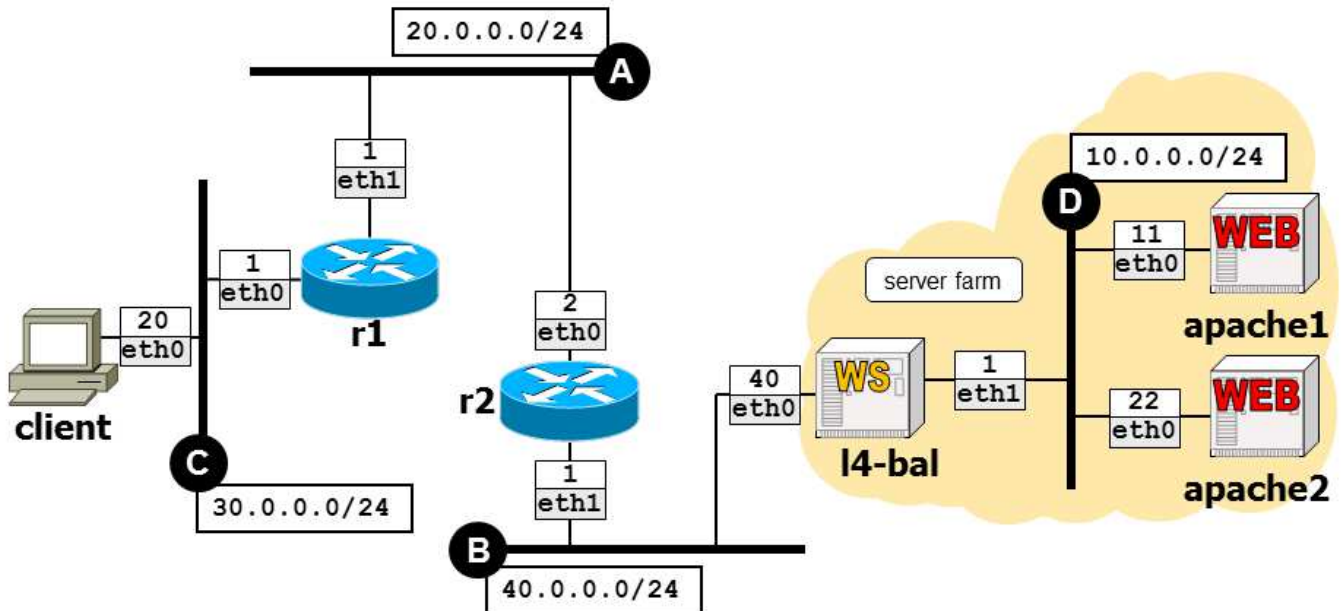 20.0.0.0/24
A
1
eth1
10.0.0.0/24
D
WEB
11
eth0
apache1
1
eth0
r1
server farm
2
eth0
20
eth0
client
r2
40
eth0
WS
l4-bal
1
eth1
WEB
22
eth0
apache2
C
30.0.0.0/24
1
eth1
B
40.0.0.0/24